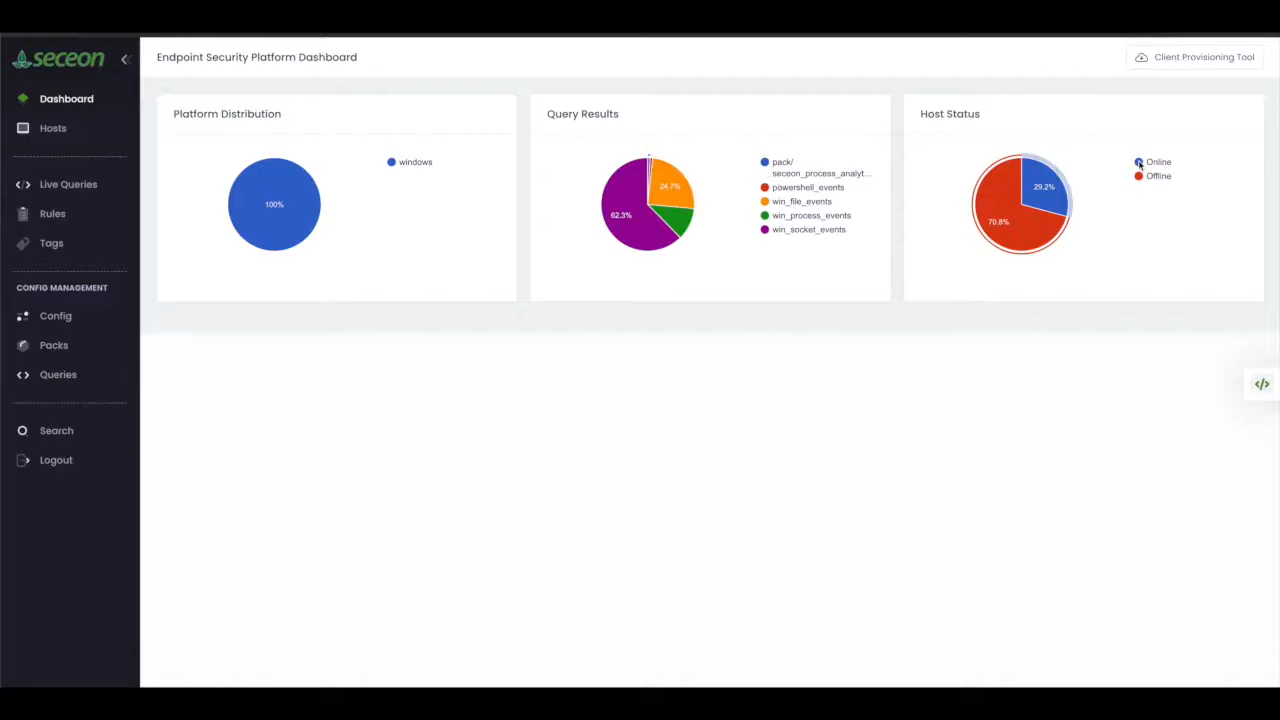 seceon
Dashboard
Hosts
Live Queries
Rules
Tags
CONFIG MANAGEMENT
Config
Packs
Queries
Search
Logout
Endpoint Security Platform Dashboard
Client Provisioning Tool
Platform Distribution
100%
windows
Query Results
24.7%
62.3%
pack/
seceon_process_analyt...
powershell_events
win_file_events
win_process_events
win_socket_events
Host Status
29.2%
70.8%
Online
Offline